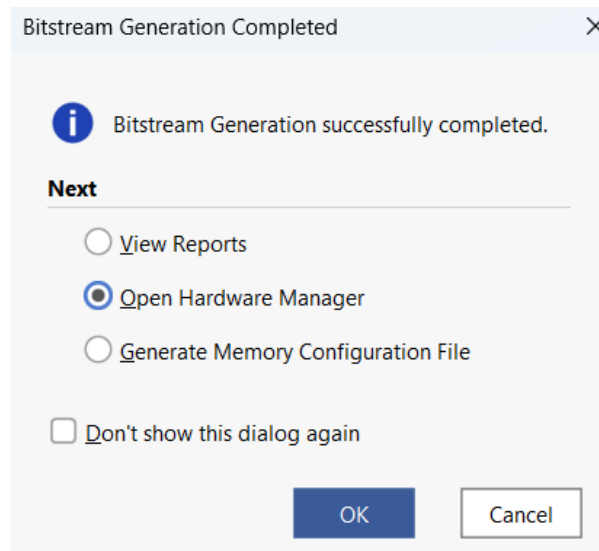 Bitstream Generation Completed
Bitstream Generation successfully completed.
Next
View Reports
Open Hardware Manager
Generate Memory Configuration File
Don't show this dialog again
OK
Cancel